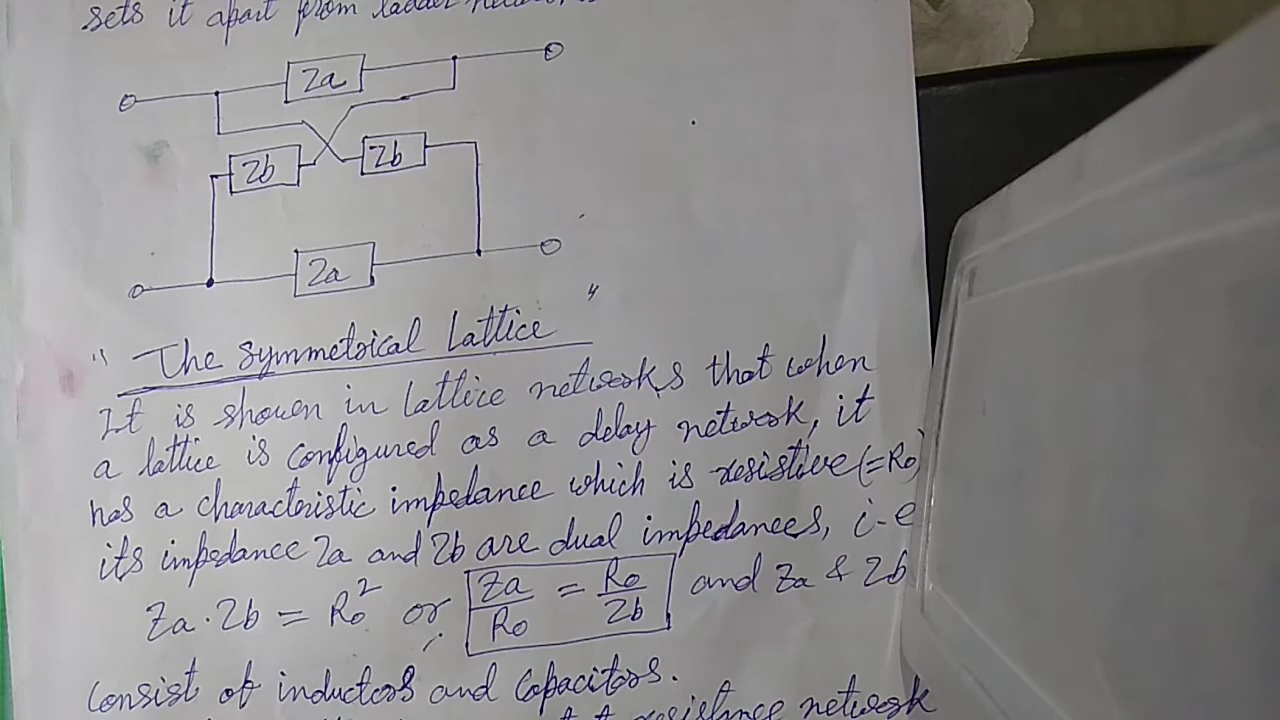 sets it apart from ladder
Za
Zb Zb
Za
"The Symmetrical Lattice"
It is shown in lattice networks that when
a lattice is configured as a delay network, it
has a characteristic impedance which is resistive (=Ro)
its impedance Za and Zb are dual impedances, i-e
Za.Zb = Ro² or Za/Ro = Ro/Zb and Za & Zb
consist of inductors and capacitors.
resistance network